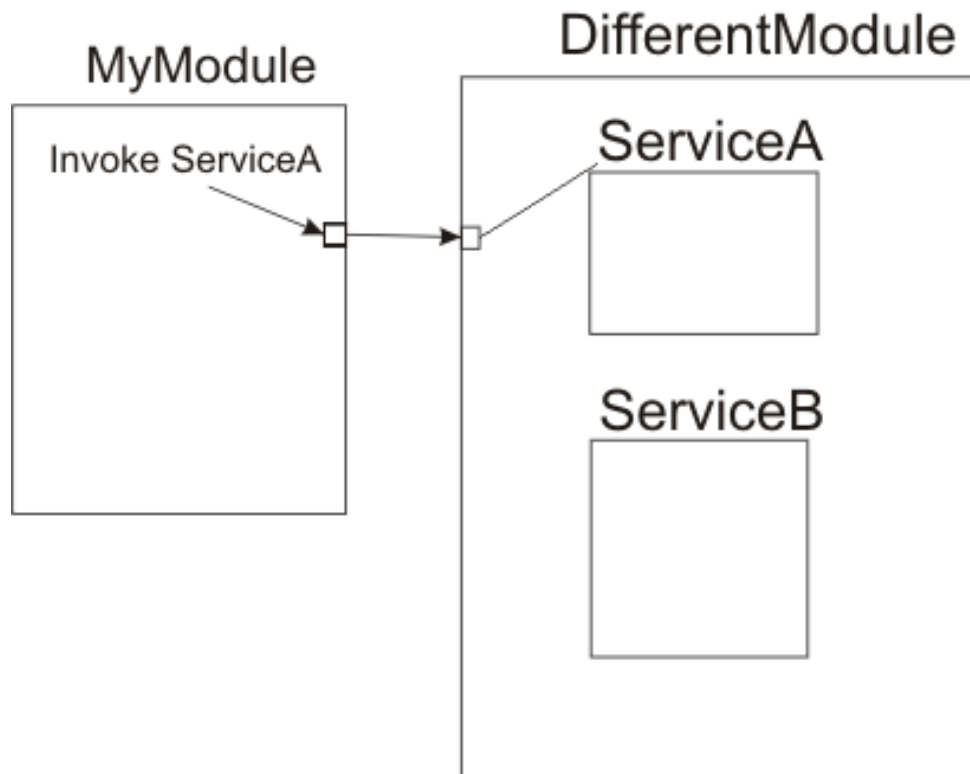 DifferentModule
MyModule
ServiceA
Invoke ServiceA
ServiceB